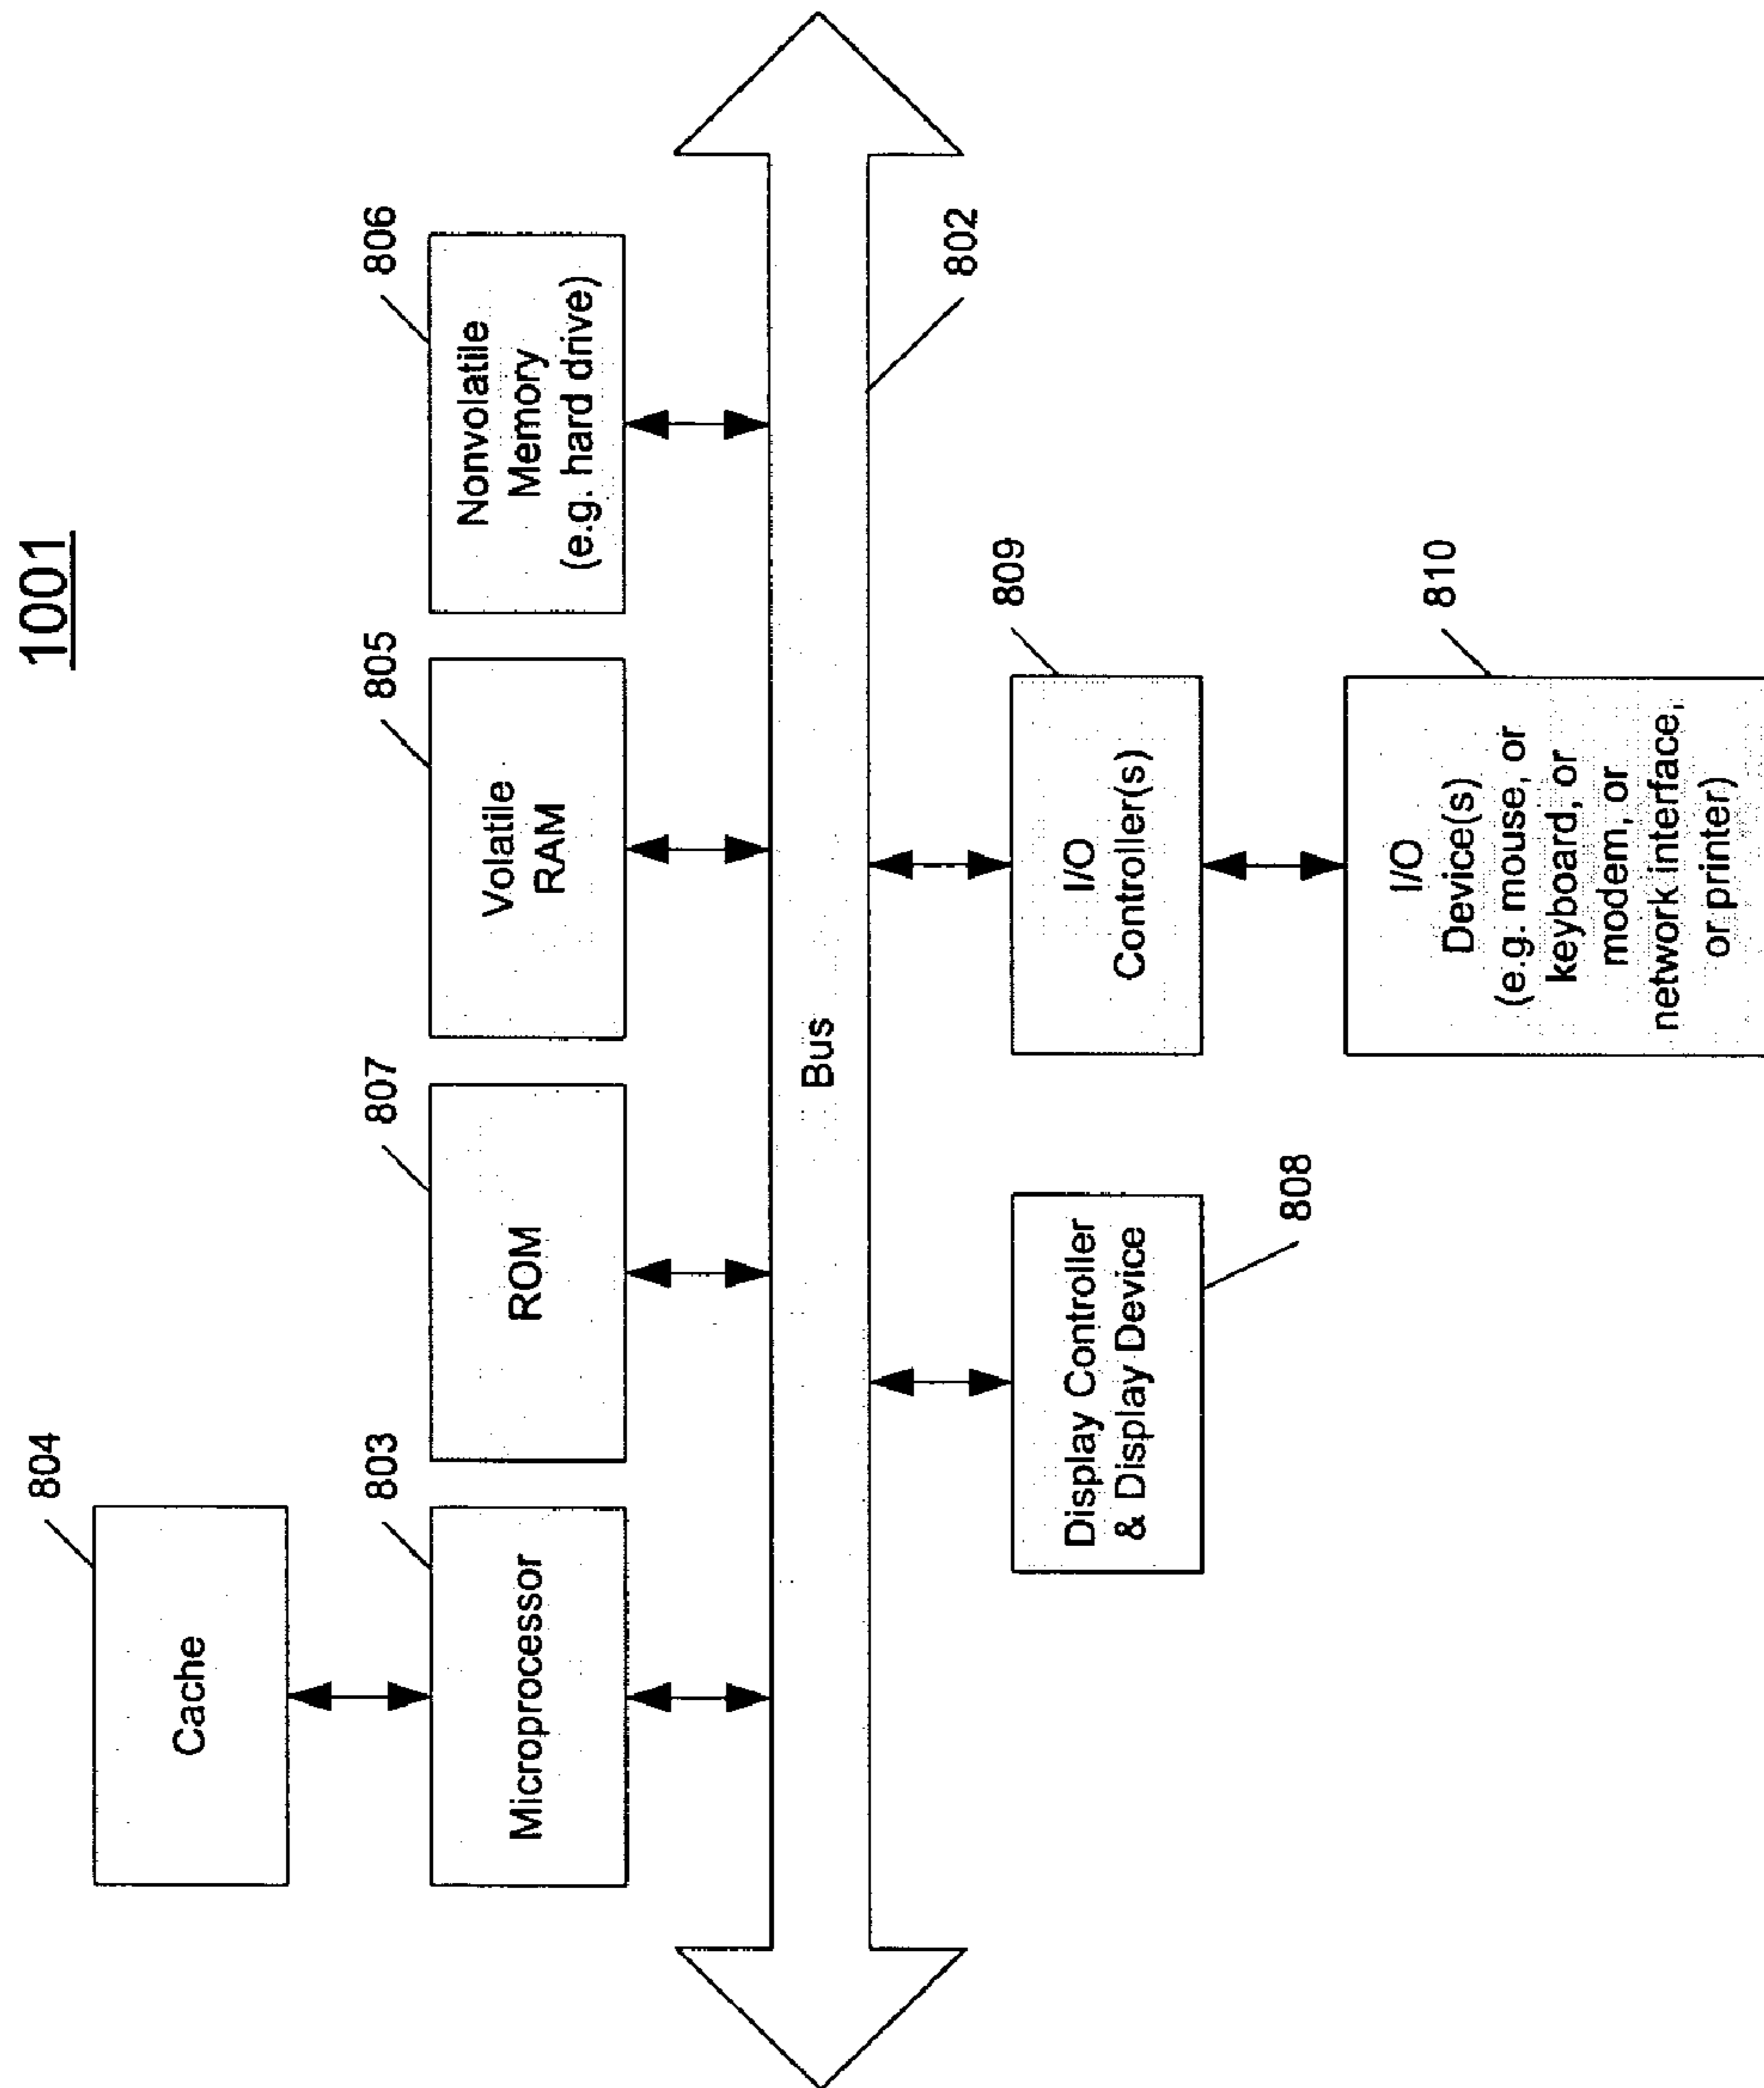 1001
804
Cache
803
Microprocessor
807
ROM
805
Volatile
RAM
806
Nonvolatile
Memory
(e.g. hard drive)
Bus
802
Display Controller
& Display Device
808
809
I/O
Controller(s)
810
I/O
Device(s)
(e.g. mouse, or
keyboard, or
modem, or
network interface,
or printer)